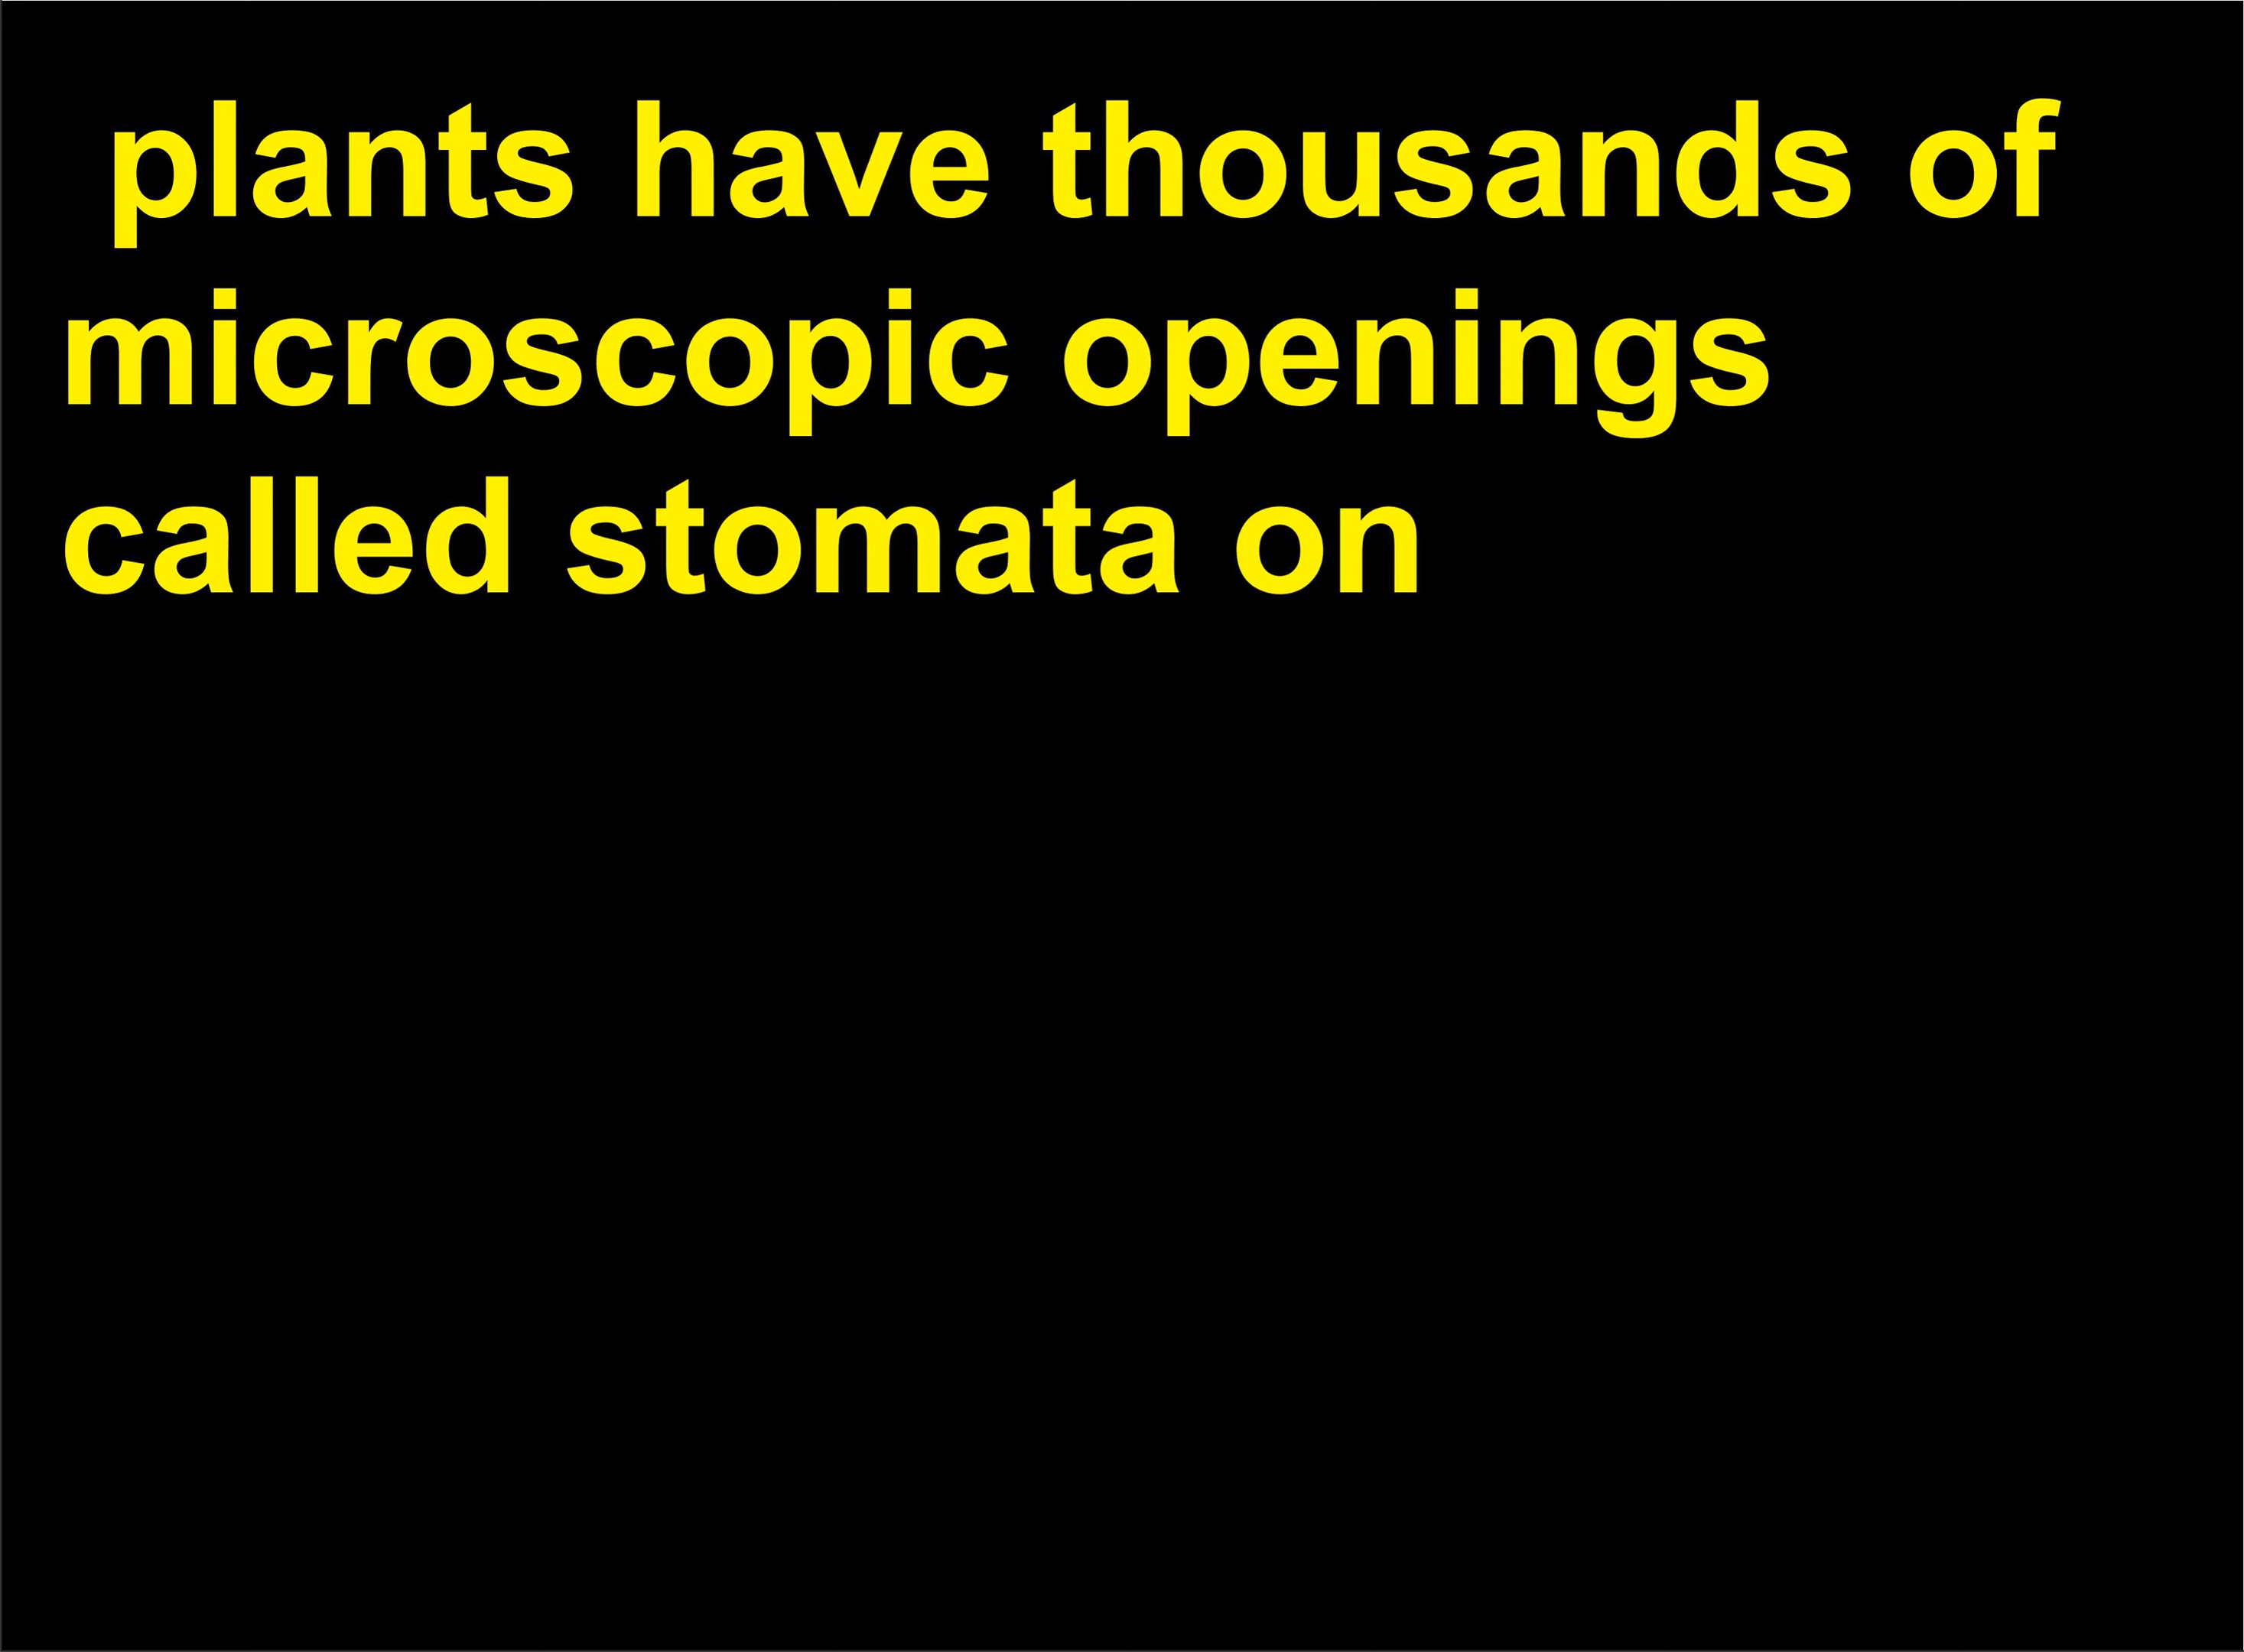 plants have thousands of
microscopic openings
called stomata on